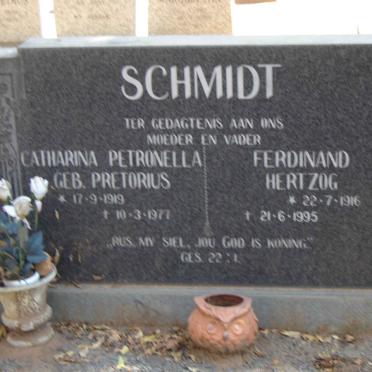 SCHMIDT
TER GEDAGTENIS AAN ONS
MOEDER EN VADER
CATHARINA PETRONELLA
GEB. PRETORIUS
* 17-9-1919
† 10-3-1977
FERDINAND
HERTZOG
* 22-7-1916
† 21-6-1995
„RUS, MY SIEL, JOU GOD IS KONING.”
GES. 22:1.